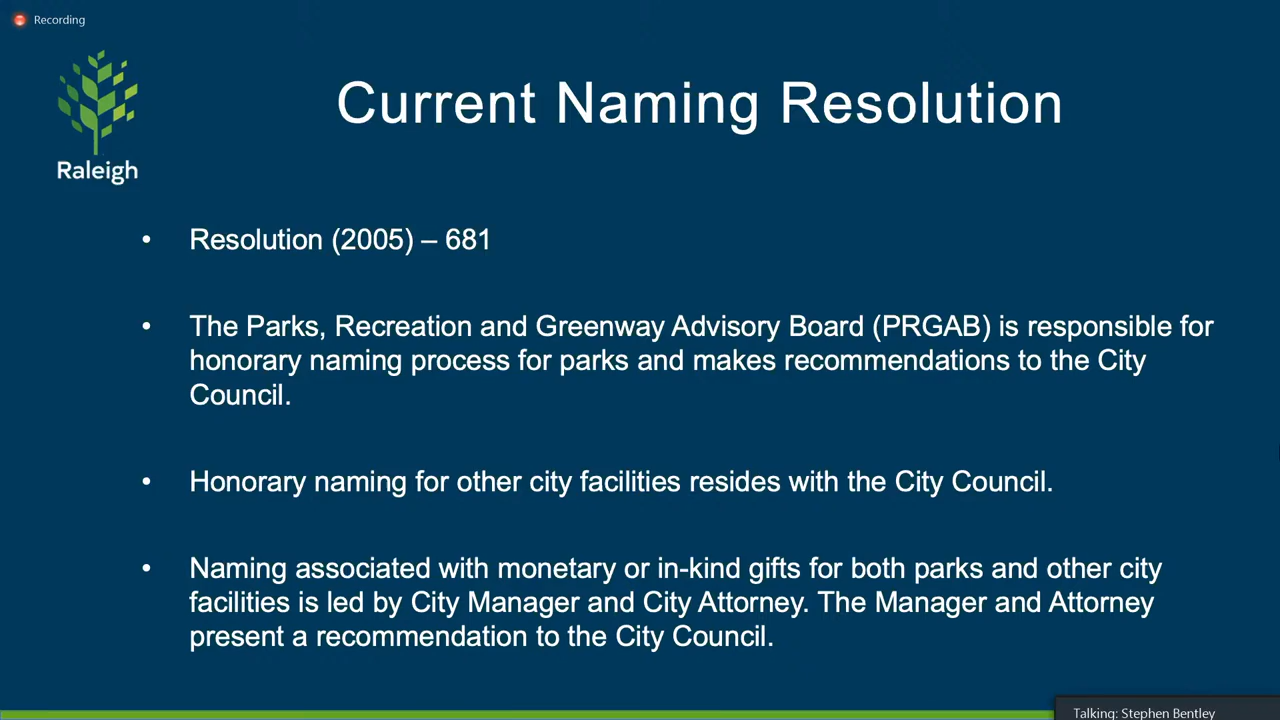 Recording
Raleigh
Current Naming Resolution
• Resolution (2005) – 681
• The Parks, Recreation and Greenway Advisory Board (PRGAB) is responsible for
honorary naming process for parks and makes recommendations to the City
Council.
• Honorary naming for other city facilities resides with the City Council.
• Naming associated with monetary or in-kind gifts for both parks and other city
facilities is led by City Manager and City Attorney. The Manager and Attorney
present a recommendation to the City Council.
Talking: Stephen Bentley